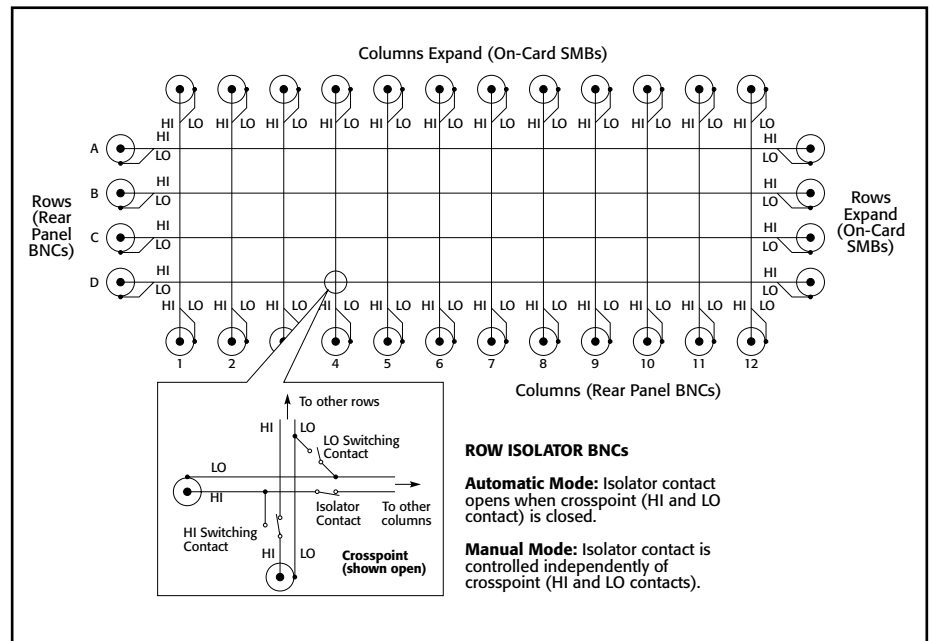 Columns Expand (On-Card SMBs)
HI LO HI LO HI LO HI LO HI LO HI LO HI LO HI LO HI LO HI LO HI LO HI LO
A HI LO
HI LO
B HI LO
HI LO
C HI LO
HI LO
D HI LO
HI LO
Rows
(Rear
Panel
BNCs)
Rows
Expand
(On-Card
SMBs)
HI LO HI LO HI HI LO HI LO HI LO HI LO HI LO HI LO HI LO HI LO HI LO
1 2 4 5 6 7 8 9 10 11 12
Columns (Rear Panel BNCs)
To other rows
HI LO
LO Switching
Contact
LO
HI
Isolator
Contact
To other
columns
HI Switching
Contact
HI LO
Crosspoint
(shown open)
ROW ISOLATOR BNCs
Automatic Mode: Isolator contact
opens when crosspoint (HI and LO
contact) is closed.
Manual Mode: Isolator contact is
controlled independently of
crosspoint (HI and LO contacts).